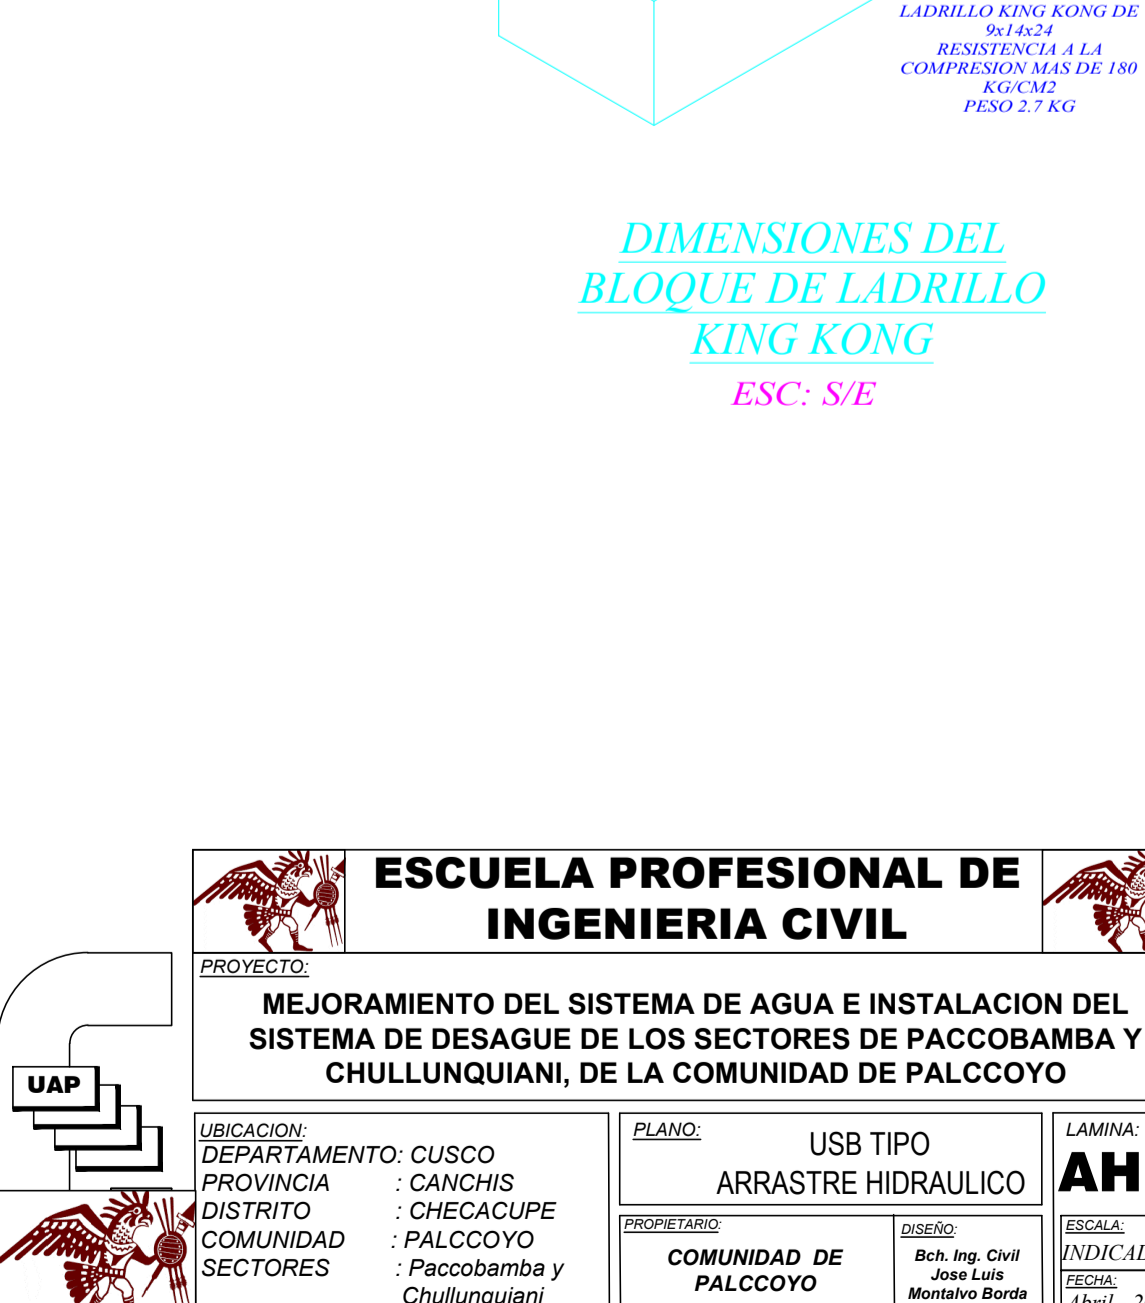 LADRILLO KING KONG DE
9x14x24
RESISTENCIA A LA
COMPRESION MAS DE 180
KG/CM2
PESO 2.7 KG
DIMENSIONES DEL
BLOQUE DE LADRILLO
KING KONG
ESC: S/E
ESCUELA PROFESIONAL DE
INGENIERIA CIVIL
PROYECTO:
MEJORAMIENTO DEL SISTEMA DE AGUA E INSTALACION DEL
SISTEMA DE DESAGUE DE LOS SECTORES DE PACCOBAMBA Y
CHULLUNQUIANI, DE LA COMUNIDAD DE PALCCOYO
UAP
UBICACION:
DEPARTAMENTO: CUSCO
PROVINCIA : CANCHIS
DISTRITO : CHECACUPE
COMUNIDAD : PALCCOYO
SECTORES : Paccobamba y
Chullunquiani
PLANO:
USB TIPO
ARRASTRE HIDRAULICO
PROPIETARIO:
COMUNIDAD DE
PALCCOYO
DISEÑO:
Bch. Ing. Civil
Jose Luis
Montalvo Borda
LAMINA:
AH
ESCALA:
FECHA:
Abril